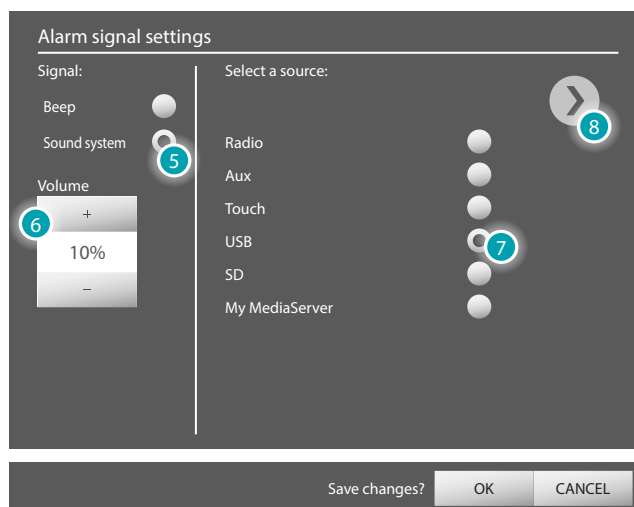 Alarm signal settings
Signal:
Beep
Sound system
5
Volume
6
+
10%
–
Select a source:
8
Radio
Aux
Touch
USB
7
SD
My MediaServer
Save changes?
OK
CANCEL